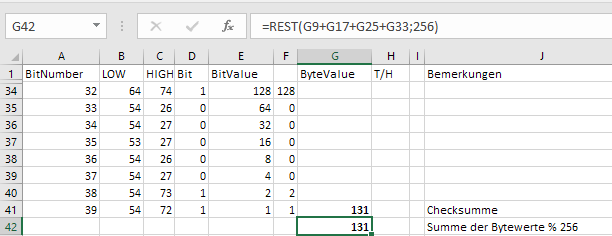 G42 =REST(G9+G17+G25+G33;256)
A B C D E F G H I J
1 BitNumber LOW HIGH Bit BitValue ByteValue T/H Bemerkungen
34 32 64 74 1 128 128
35 33 54 26 0 64 0
36 34 54 27 0 32 0
37 35 53 27 0 16 0
38 36 54 26 0 8 0
39 37 54 27 0 4 0
40 38 54 73 1 2 2
41 39 54 72 1 1 1 131 Checksumme
42 131 Summe der Bytewerte % 256